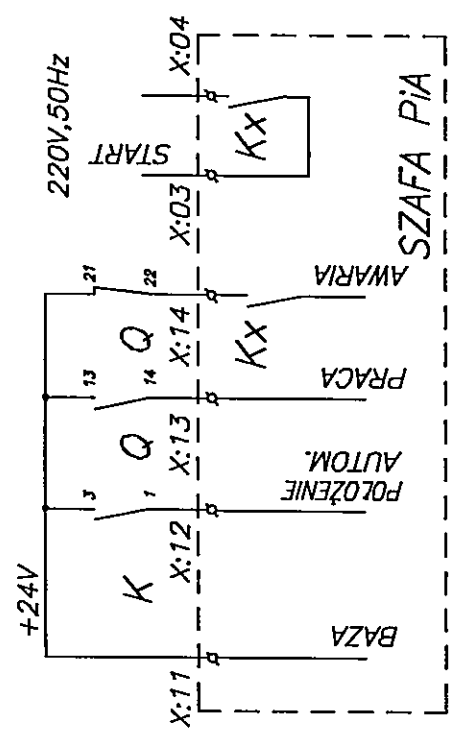 220V,50Hz
+24V
START
X:04
X:03
Kx
21
22
Q
X:14
AWARIA
Kx
13
14
Q
X:13
PRACA
3
1
K
X:12
POŁOŻENIE
AUTOM.
X:11
BAZA
SZAFA PiA